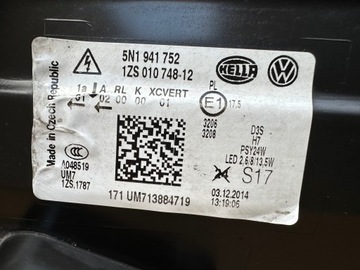 5N1 941 752
1ZS 010 748-12
HELLA
1a A RL K XCVERT
01 02 00 00 01
PL
E1 17.5
3206
3208
D3S
H7
PSY24W
LED 2,6/8/13,5W
Made in Czech Republic
A048519
UM7
1ZS.1787
S17
171 UM713884719
03.12.2014
13:19:06